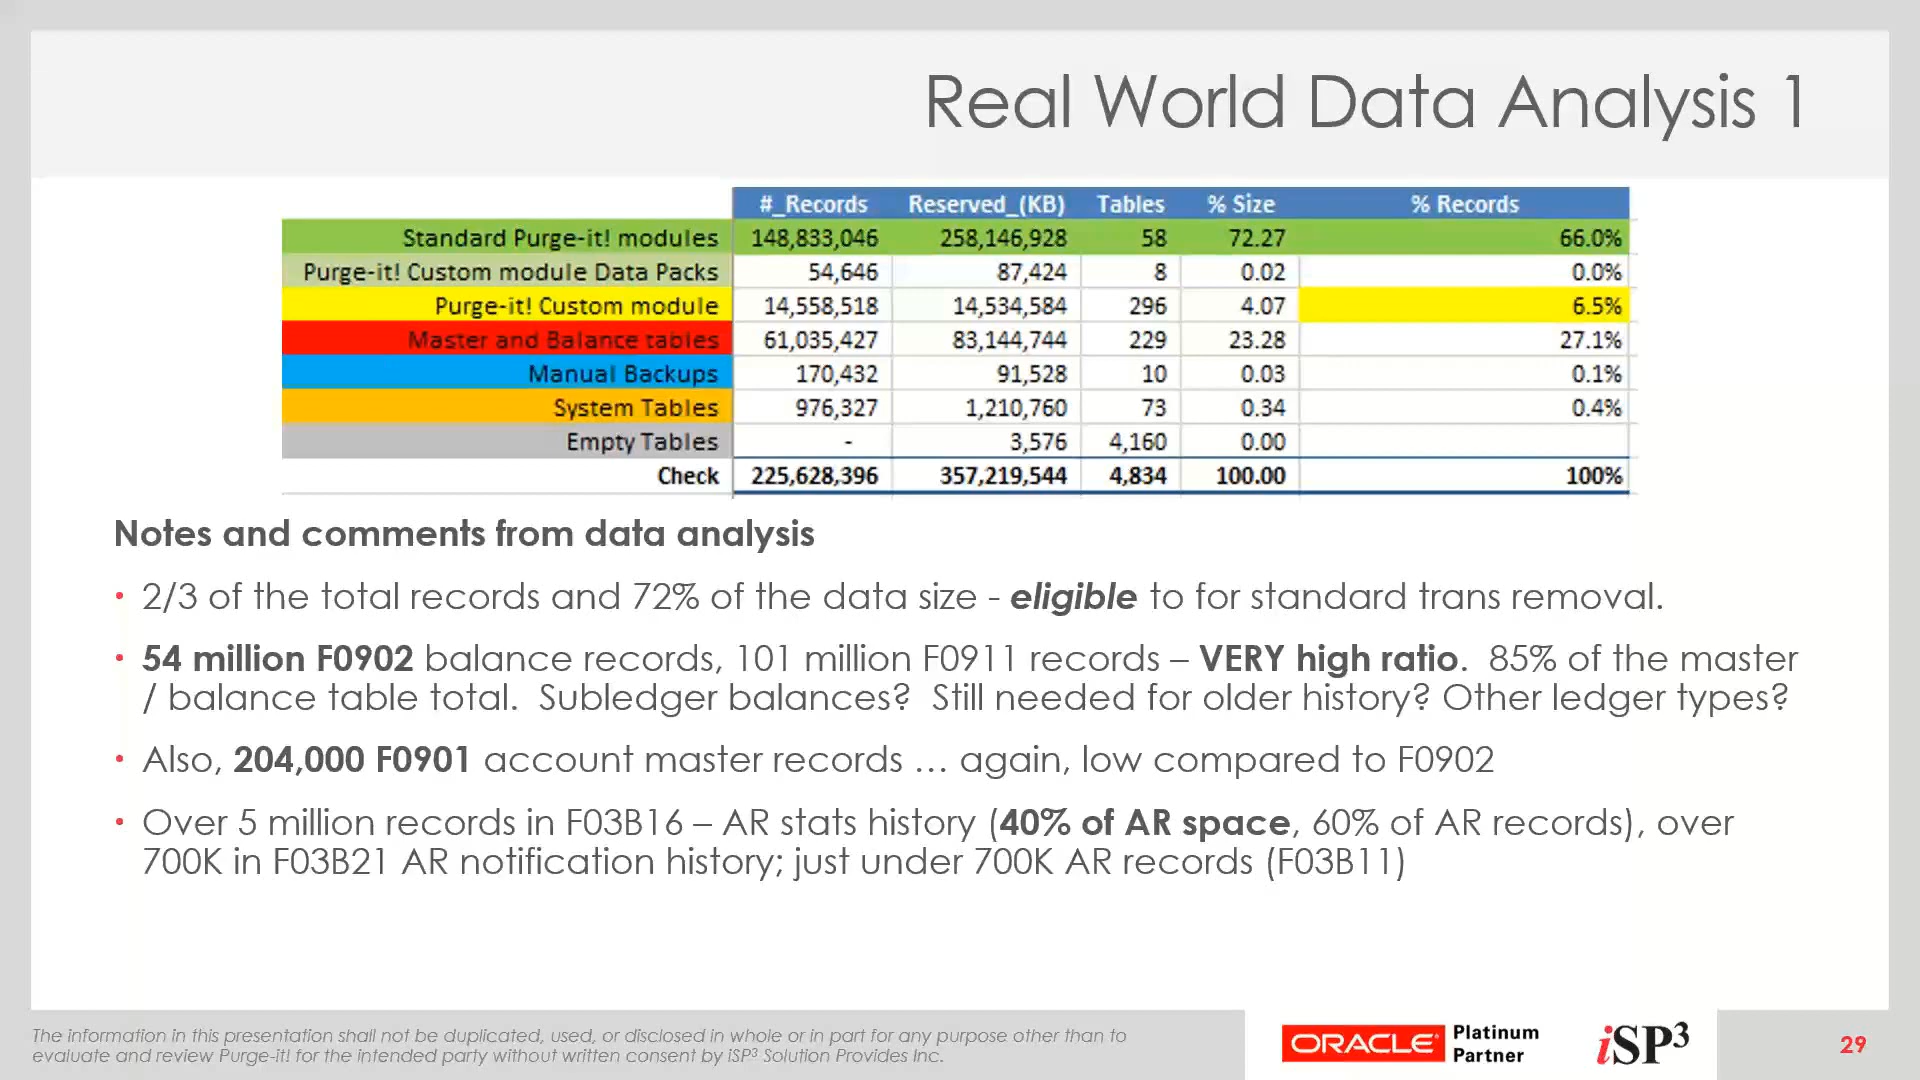 Real World Data Analysis 1
#_Records Reserved_(KB) Tables % Size % Records
Standard Purge-it! modules 148,833,046 258,146,928 58 72.27 66.0%
Purge-it! Custom module Data Packs 54,646 87,424 8 0.02 0.0%
Purge-it! Custom module 14,558,518 14,534,584 296 4.07 6.5%
Master and Balance tables 61,035,427 83,144,744 229 23.28 27.1%
Manual Backups 170,432 91,528 10 0.03 0.1%
System Tables 976,327 1,210,760 73 0.34 0.4%
Empty Tables - 3,576 4,160 0.00
Check 225,628,396 357,219,544 4,834 100.00 100%
Notes and comments from data analysis
• 2/3 of the total records and 72% of the data size - eligible to for standard trans removal.
• 54 million F0902 balance records, 101 million F0911 records – VERY high ratio. 85% of the master
/ balance table total. Subledger balances? Still needed for older history? Other ledger types?
• Also, 204,000 F0901 account master records … again, low compared to F0902
• Over 5 million records in F03B16 – AR stats history (40% of AR space, 60% of AR records), over
700K in F03B21 AR notification history; just under 700K AR records (F03B11)
The information in this presentation shall not be duplicated, used, or disclosed in whole or in part for any purpose other than to
evaluate and review Purge-it! for the intended party without written consent by iSP³ Solution Provides Inc.
ORACLE Platinum
Partner
iSP³
29